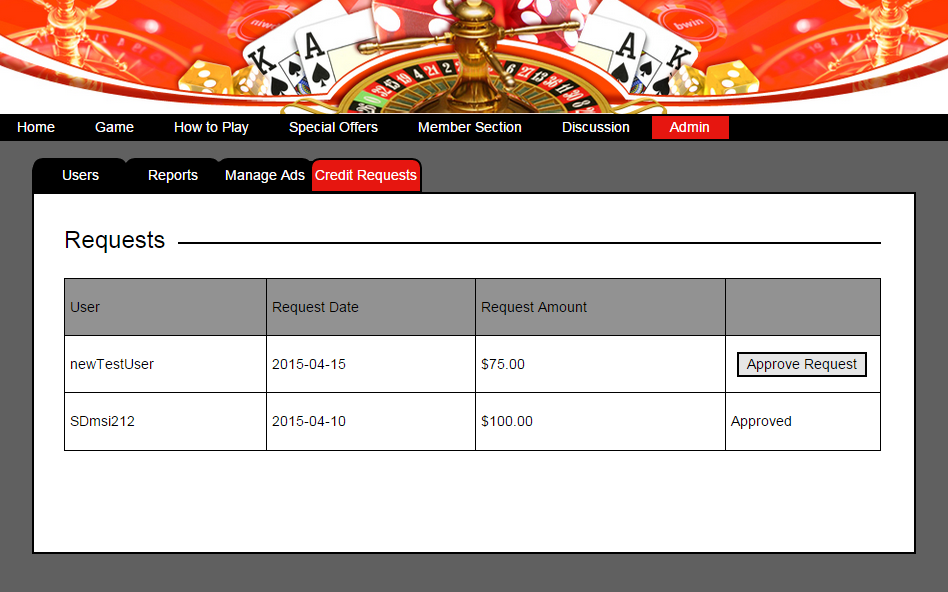 K A A K
bwin
Home Game How to Play Special Offers Member Section Discussion Admin
Users Reports Manage Ads Credit Requests
Requests
User Request Date Request Amount
newTestUser 2015-04-15 $75.00 Approve Request
SDmsi212 2015-04-10 $100.00 Approved